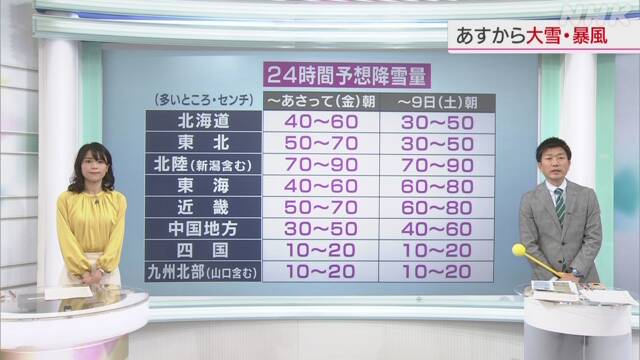 NHK
あすから大雪・暴風
24時間予想降雪量
(多いところ・センチ) ～あさって(金)朝 ～9日(土)朝
北海道 40～60 30～50
東北 50～70 30～50
北陸(新潟含む) 70～90 70～90
東海 40～60 60～80
近畿 50～70 60～80
中国地方 30～50 40～60
四国 10～20 10～20
九州北部(山口含む) 10～20 10～20